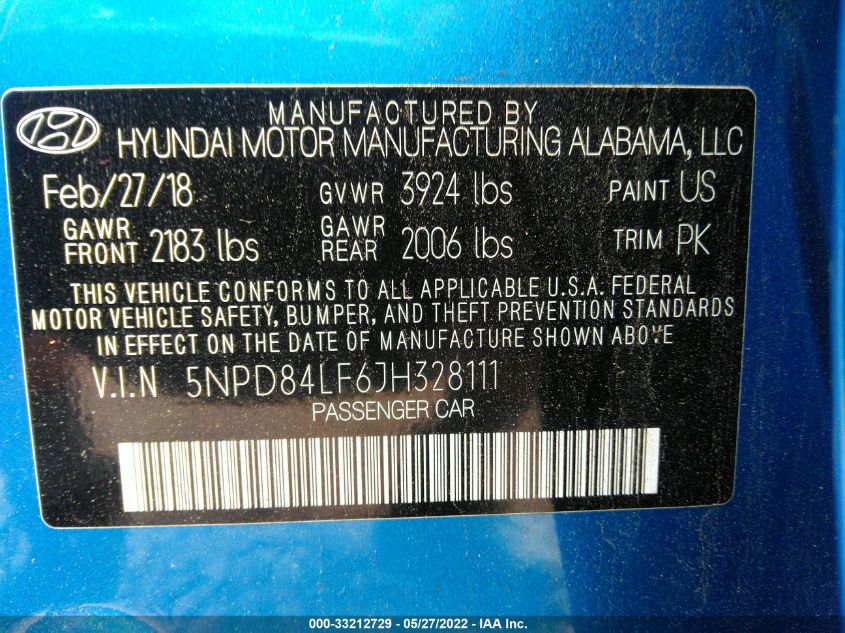 MANUFACTURED BY
HYUNDAI MOTOR MANUFACTURING ALABAMA, LLC
Feb/27/18 GVWR 3924 lbs PAINT US
GAWR FRONT 2183 lbs GAWR REAR 2006 lbs TRIM PK
THIS VEHICLE CONFORMS TO ALL APPLICABLE U.S.A. FEDERAL
MOTOR VEHICLE SAFETY, BUMPER, AND THEFT PREVENTION STANDARDS
IN EFFECT ON THE DATE OF MANUFACTURE SHOWN ABOVE
V.I.N 5NPD84LF6JH328111
PASSENGER CAR
000-33212729 - 05/27/2022 - IAA Inc.